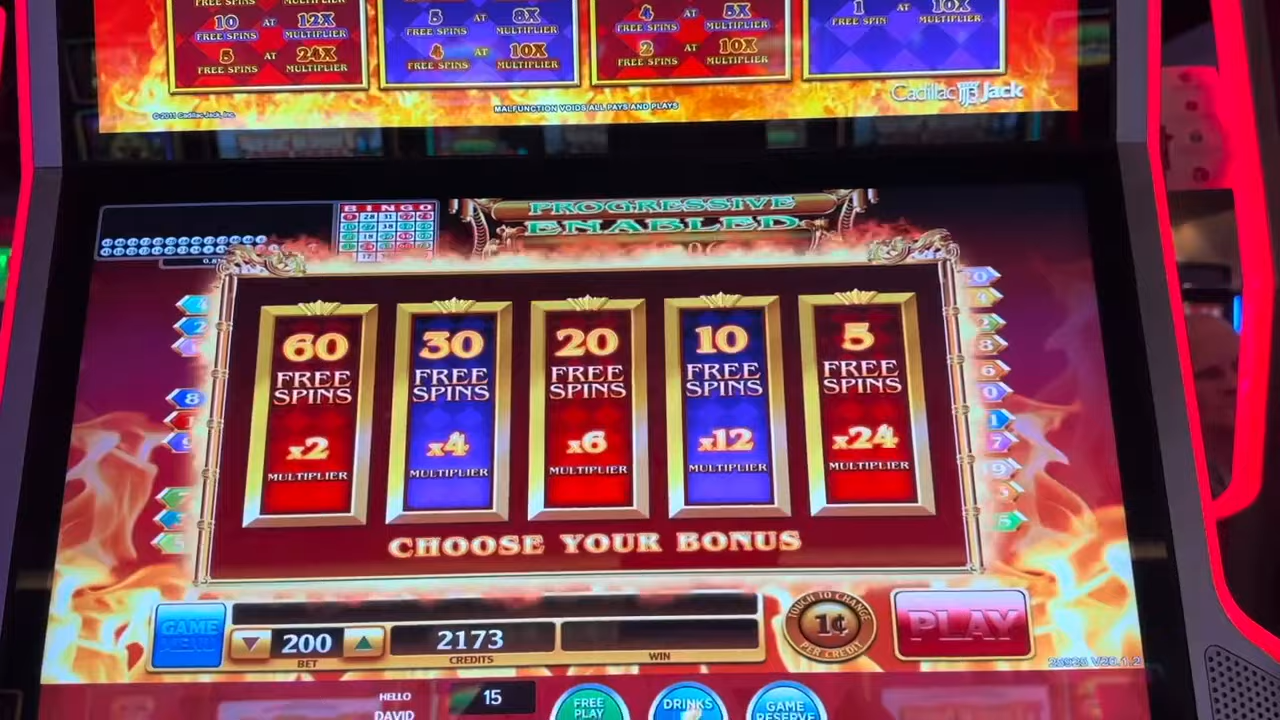 FREE SPINS MULTIPLIER
10 AT 12X
FREE SPINS MULTIPLIER
5 AT 24X
FREE SPINS MULTIPLIER
5 AT 8X
FREE SPINS MULTIPLIER
4 AT 10X
FREE SPINS MULTIPLIER
4 AT 5X
FREE SPINS MULTIPLIER
2 AT 10X
FREE SPINS MULTIPLIER
1 AT 10X
FREE SPIN MULTIPLIER
© 2011 Cadillac Jack, Inc.
MALFUNCTION VOIDS ALL PAYS AND PLAYS
Cadillac Jack
BINGO
PROGRESSIVE
ENABLED
60
FREE
SPINS
x2
MULTIPLIER
30
FREE
SPINS
x4
MULTIPLIER
20
FREE
SPINS
x6
MULTIPLIER
10
FREE
SPINS
x12
MULTIPLIER
5
FREE
SPINS
x24
MULTIPLIER
CHOOSE YOUR BONUS
GAME
MENU
200
BET
2173
CREDITS
WIN
TOUCH TO CHANGE
1¢
PER CREDIT
PLAY
HELLO
DAVID
15
FREE
PLAY
DRINKS
GAME
RESERVE